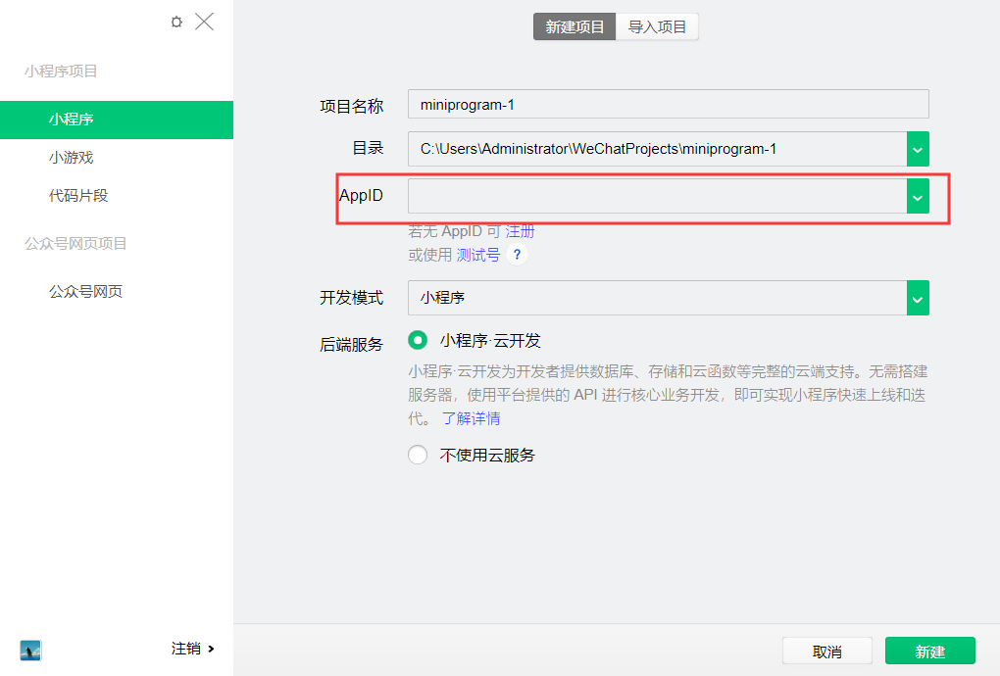 小程序项目
小程序
小游戏
代码片段
公众号网页项目
公众号网页
注销
新建项目 导入项目
项目名称 miniprogram-1
目录 C:\Users\Administrator\WeChatProjects\miniprogram-1
AppID
若无 AppID 可 注册
或使用 测试号 ?
开发模式 小程序
后端服务 小程序·云开发
小程序·云开发为开发者提供数据库、存储和云函数等完整的云端支持。无需搭建
服务器，使用平台提供的 API 进行核心业务开发，即可实现小程序快速上线和迭
代。 了解详情
不使用云服务
取消 新建